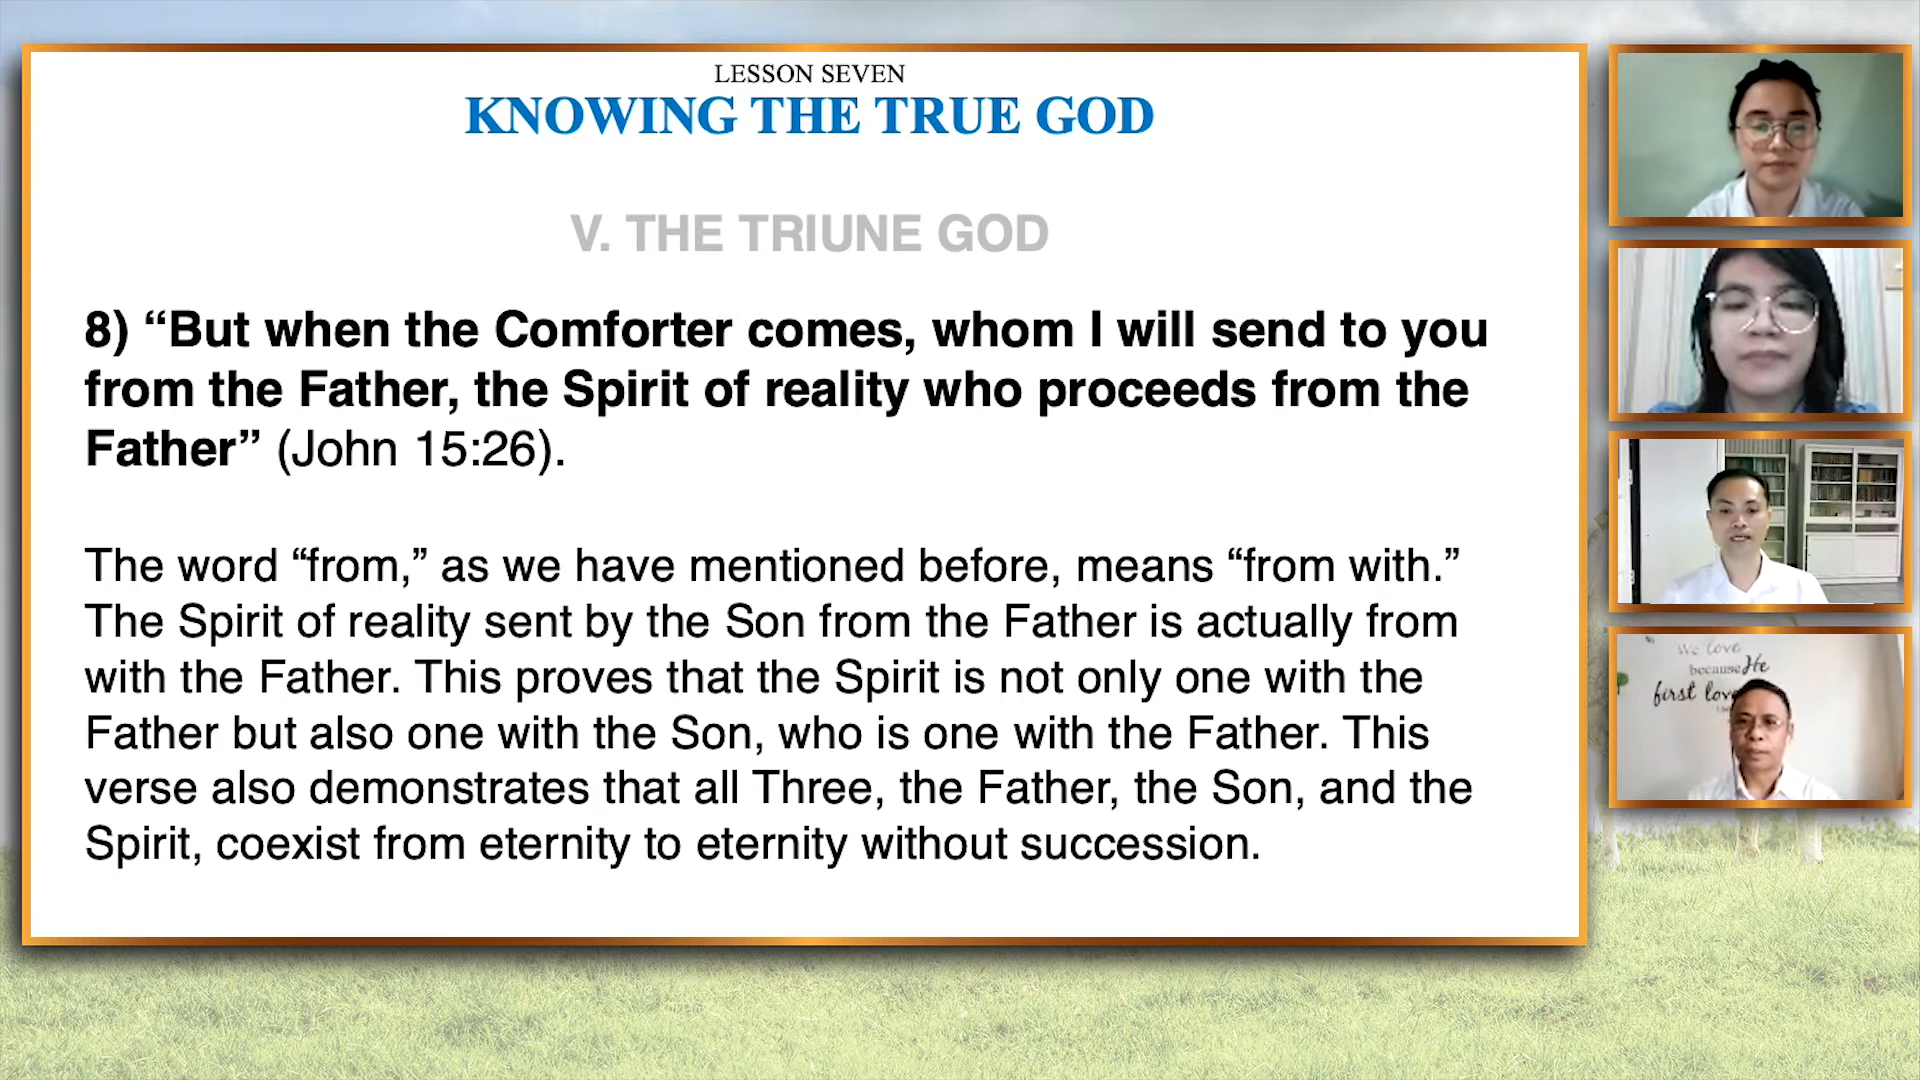 LESSON SEVEN
KNOWING THE TRUE GOD
V. THE TRIUNE GOD
8) “But when the Comforter comes, whom I will send to you
from the Father, the Spirit of reality who proceeds from the
Father” (John 15:26).
The word “from,” as we have mentioned before, means “from with.”
The Spirit of reality sent by the Son from the Father is actually from
with the Father. This proves that the Spirit is not only one with the
Father but also one with the Son, who is one with the Father. This
verse also demonstrates that all Three, the Father, the Son, and the
Spirit, coexist from eternity to eternity without succession.
We love
because He
first